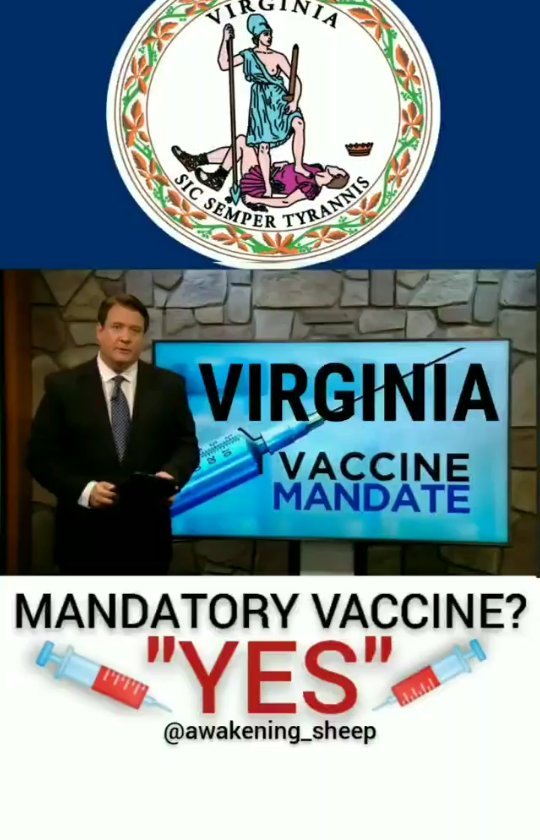 VIRGINIA
SIC SEMPER TYRANNIS
VIRGINIA
VACCINE
MANDATE
MANDATORY VACCINE?
"YES"
@awakening_sheep